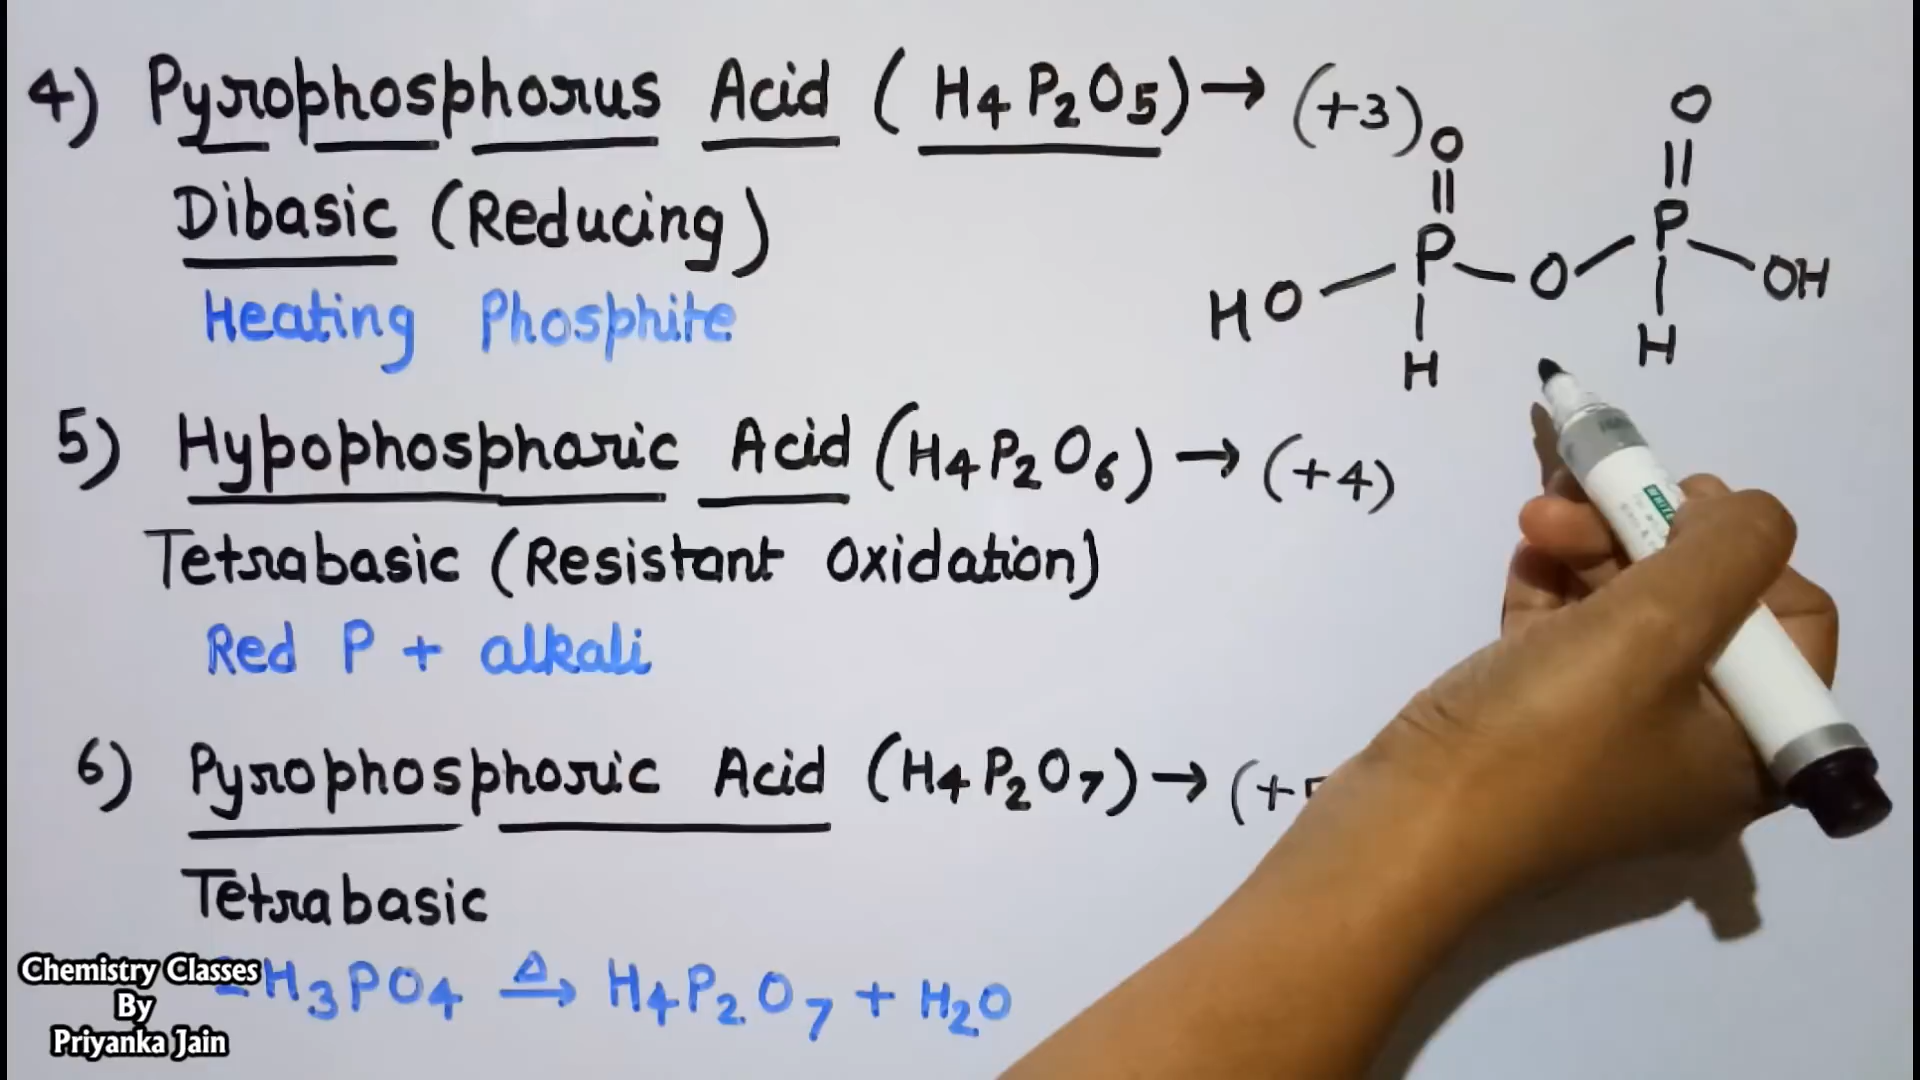 4) Pyrophosphorus Acid (H4P2O5) → (+3)
Dibasic (Reducing)
Heating Phosphite
O
||
HO P O P OH
H H
O
||
5) Hypophosphoric Acid (H4P2O6) → (+4)
Tetrabasic (Resistant Oxidation)
Red P + alkali
6) Pyrophosphoric Acid (H4P2O7) → (+
Tetrabasic
H3PO4 Δ→ H4P2O7 + H2O
Chemistry Classes
By
Priyanka Jain